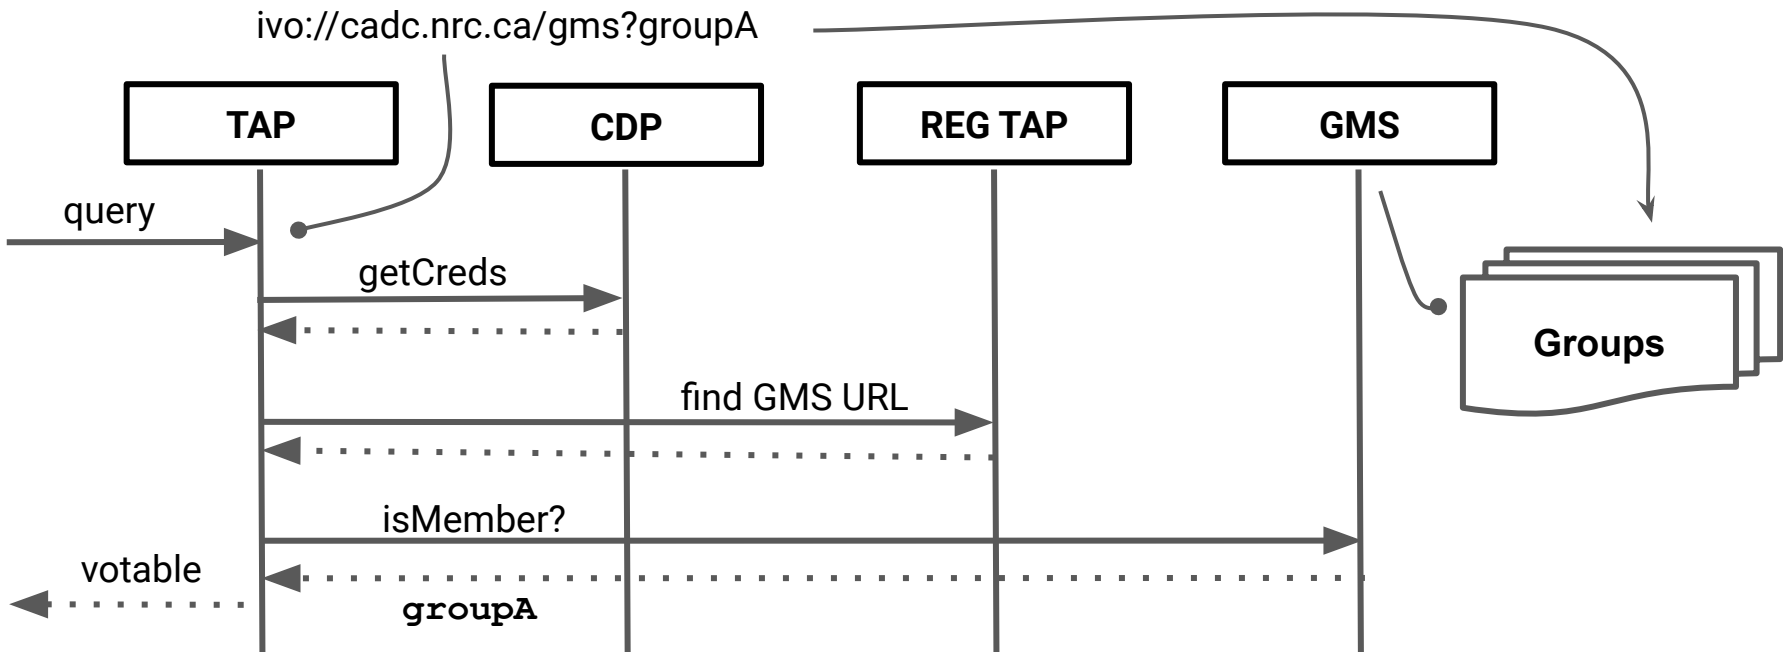 ivo://cadc.nrc.ca/gms?groupA
TAP
CDP
REG TAP
GMS
query
getCreds
Groups
find GMS URL
isMember?
votable
groupA